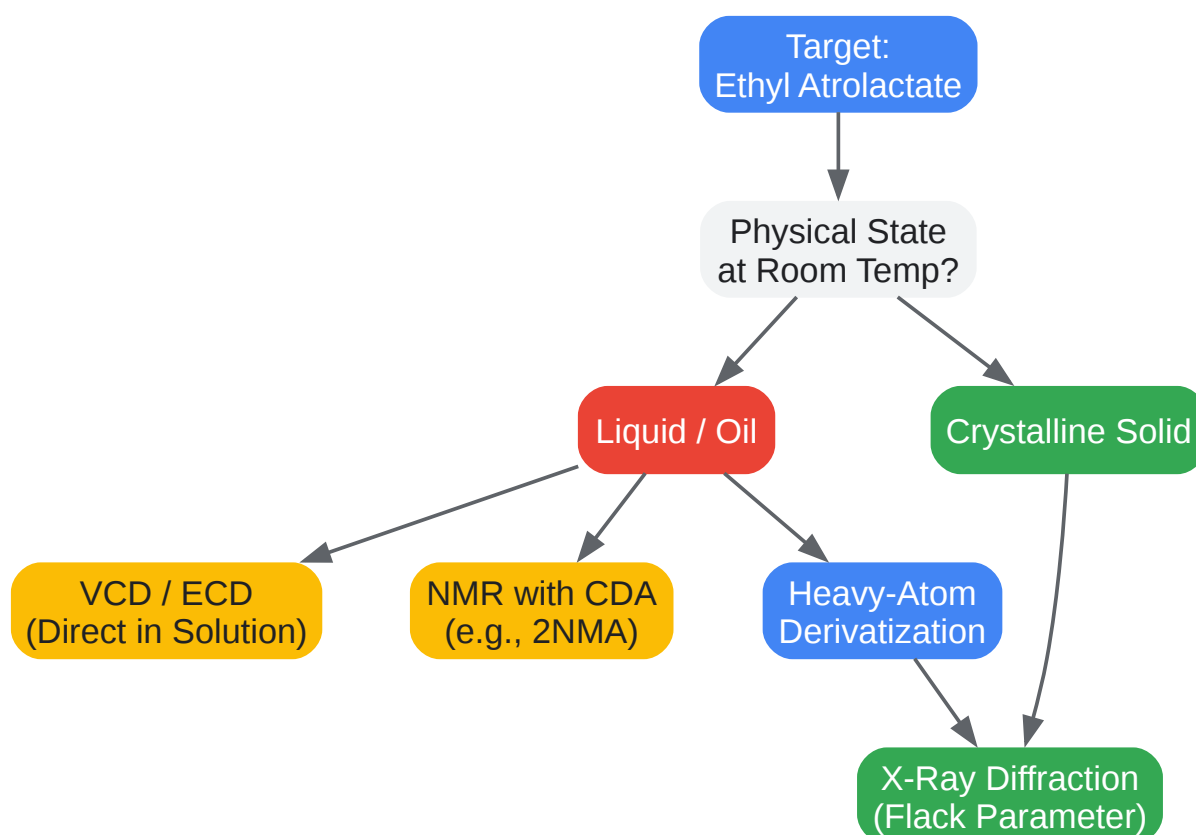 Target:
Ethyl Atrolactate
Physical State
at Room Temp?
Liquid / Oil
Crystalline Solid
VCD / ECD
(Direct in Solution)
NMR with CDA
(e.g., 2NMA)
Heavy-Atom
Derivatization
X-Ray Diffraction
(Flack Parameter)